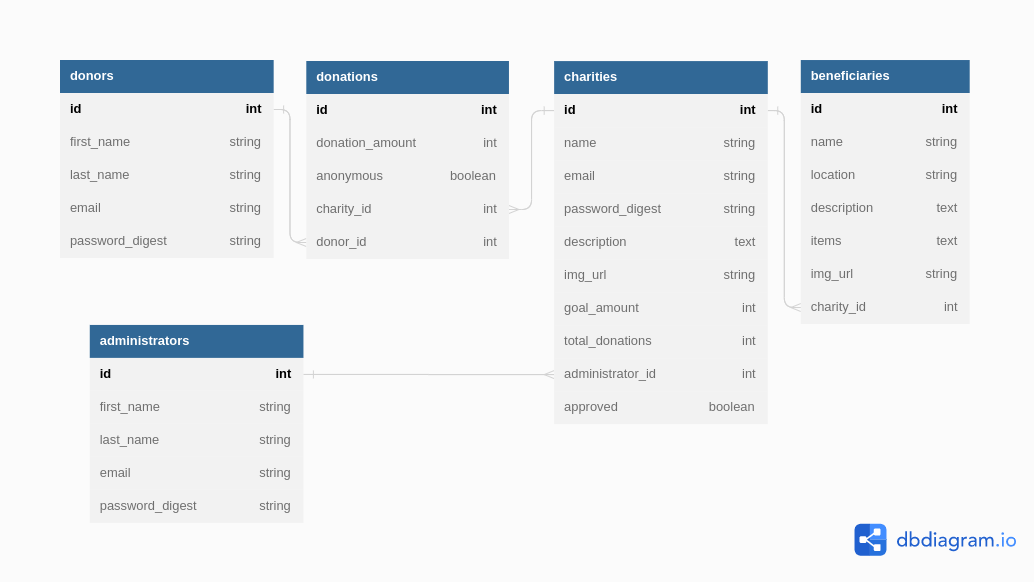 donors
id int
first_name string
last_name string
email string
password_digest string
donations
id int
donation_amount int
anonymous boolean
charity_id int
donor_id int
charities
id int
name string
email string
password_digest string
description text
img_url string
goal_amount int
total_donations int
administrator_id int
approved boolean
beneficiaries
id int
name string
location string
description text
items text
img_url string
charity_id int
administrators
id int
first_name string
last_name string
email string
password_digest string
dbdiagram.io